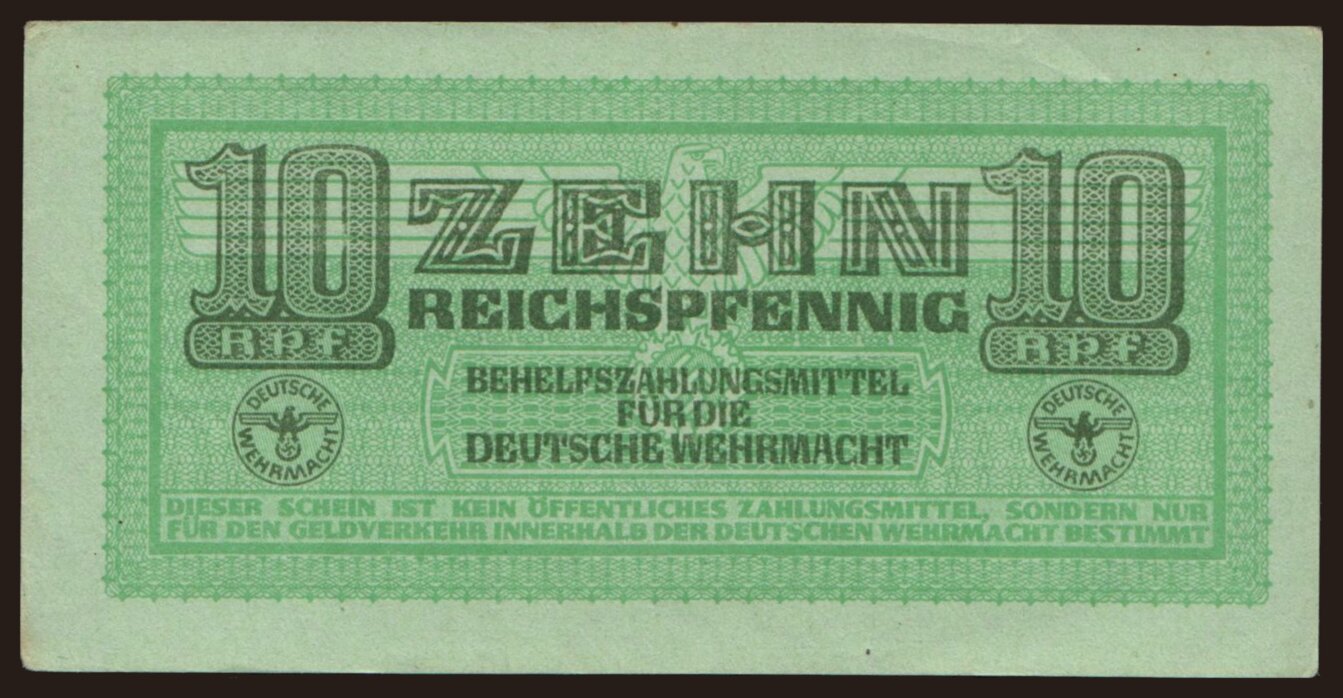 10 ZEHN 10
REICHSPFENNIG
Rpf Rpf
BEHELFSZAHLUNGSMITTEL
FÜR DIE
DEUTSCHE WEHRMACHT
DEUTSCHE WEHRMACHT
DEUTSCHE WEHRMACHT
DIESER SCHEIN IST KEIN ÖFFENTLICHES ZAHLUNGSMITTEL, SONDERN NUR
FÜR DEN GELDVERKEHR INNERHALB DER DEUTSCHEN WEHRMACHT BESTIMMT